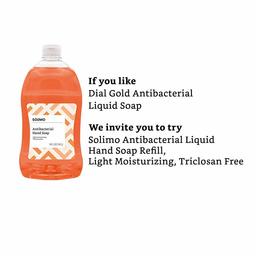 SOLIMO
Antibacterial
Hand Soap
If you like
Dial Gold Antibacterial
Liquid Soap
We invite you to try
Solimo Antibacterial Liquid
Hand Soap Refill,
Light Moisturizing, Triclosan Free